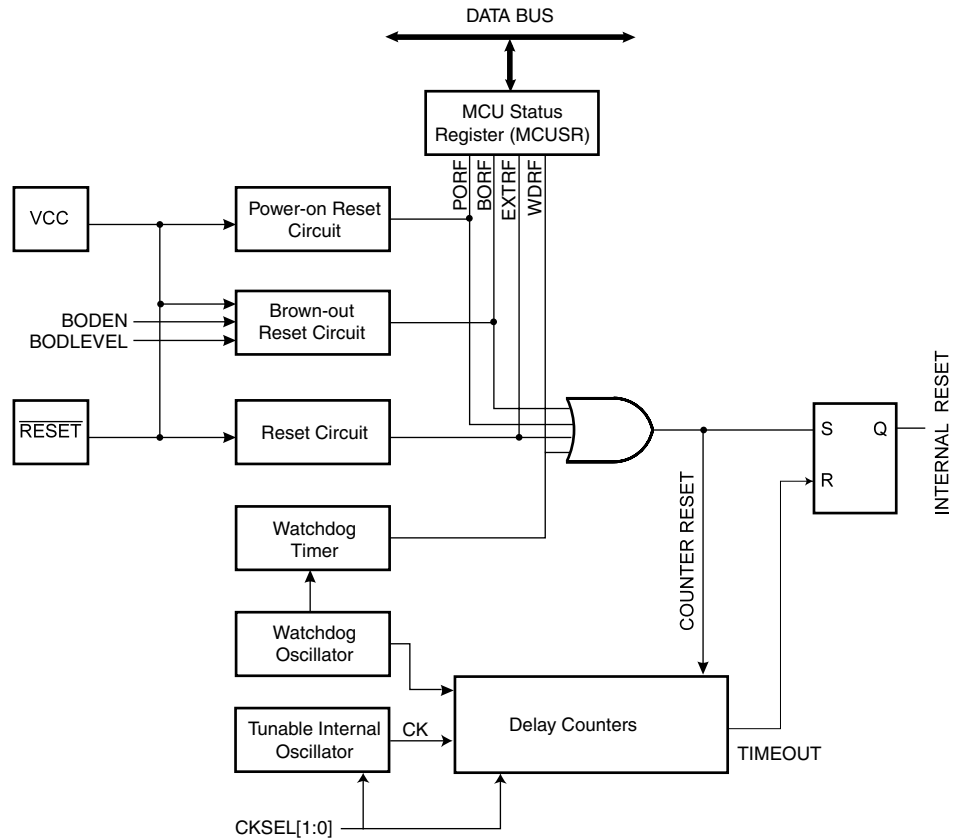 DATA BUS
MCU Status
Register (MCUSR)
PORF
BORF
EXTRF
WDRF
VCC
Power-on Reset
Circuit
BODEN
BODLEVEL
Brown-out
Reset Circuit
RESET
Reset Circuit
S
Q
R
INTERNAL RESET
COUNTER RESET
Watchdog
Timer
Watchdog
Oscillator
Tunable Internal
Oscillator
CK
Delay Counters
TIMEOUT
CKSEL[1:0]